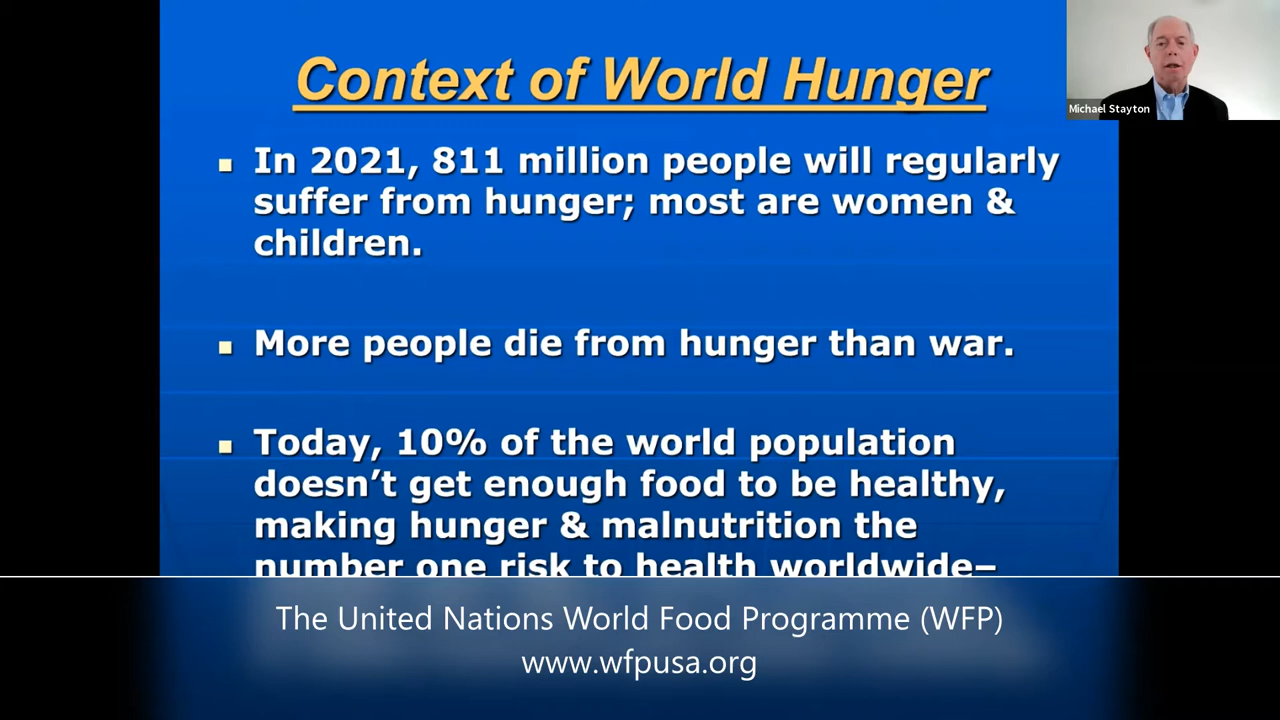 Context of World Hunger
Michael Stayton
In 2021, 811 million people will regularly
suffer from hunger; most are women &
children.
More people die from hunger than war.
Today, 10% of the world population
doesn’t get enough food to be healthy,
making hunger & malnutrition the
number one risk to health worldwide–
The United Nations World Food Programme (WFP)
www.wfpusa.org